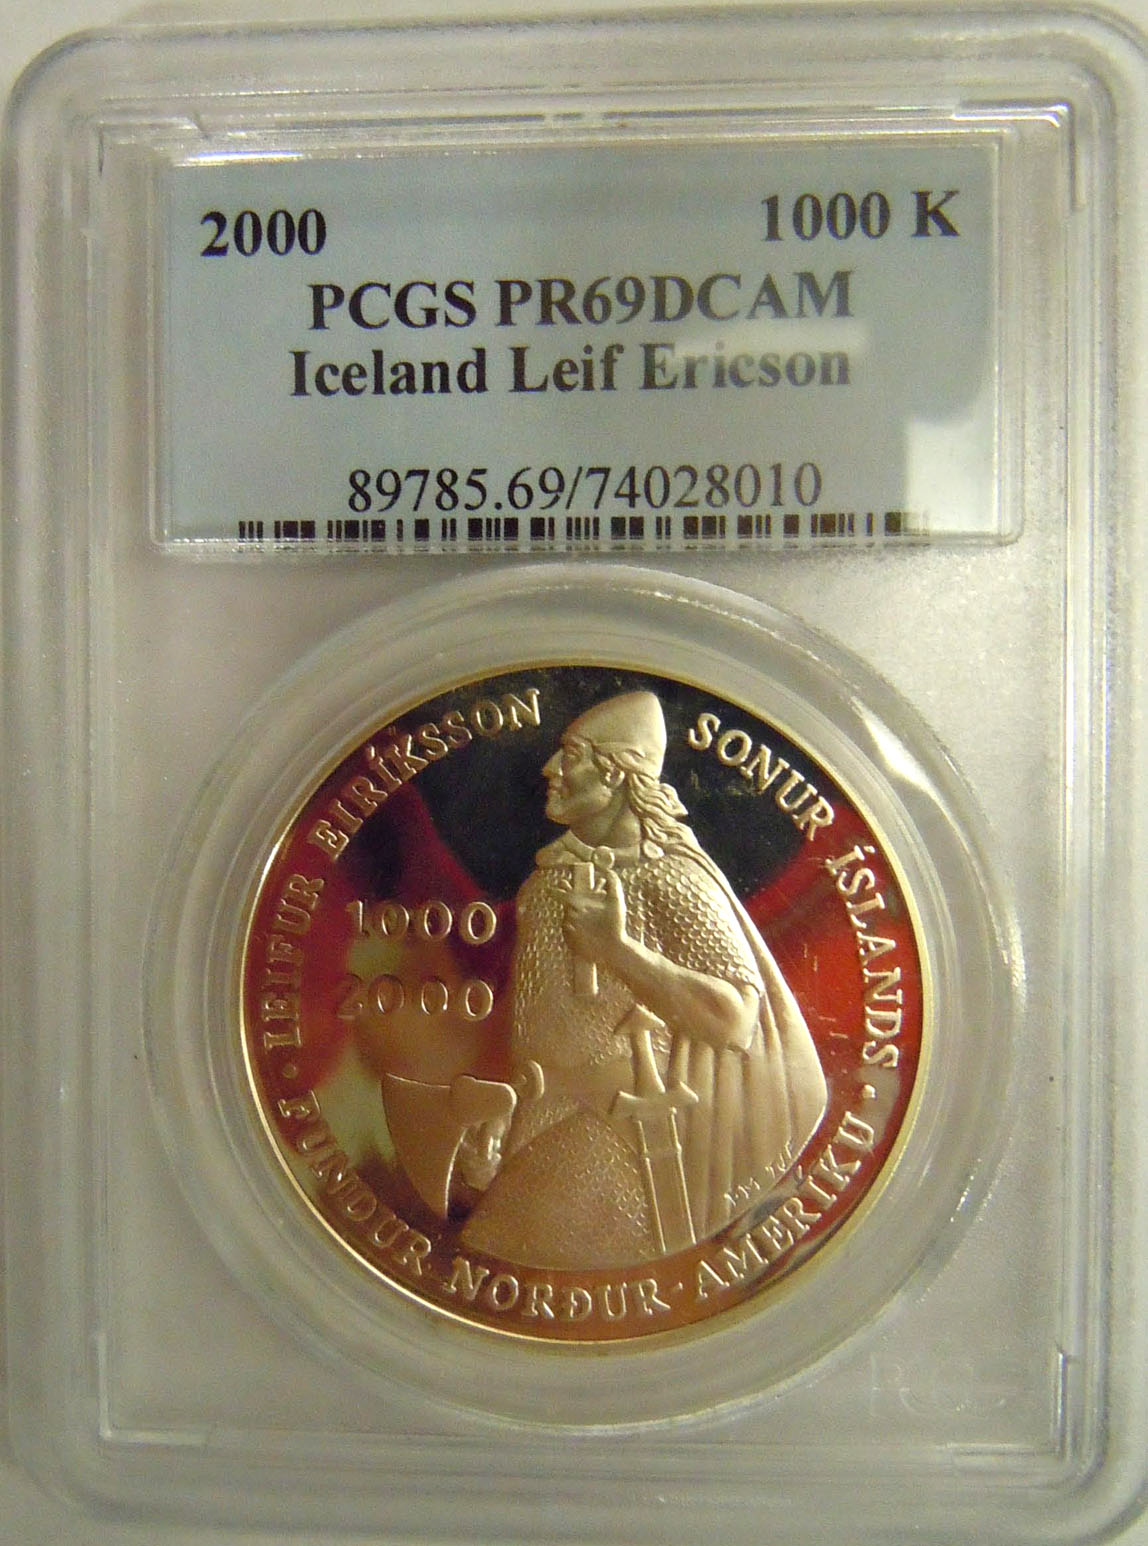 2000 1000 K
PCGS PR69DCAM
Iceland Leif Ericson
89785.69/74028010
· LEIFUR EIRÍKSSON SONUR ÍSLANDS ·
1000
2000
FUNDUR NORÐUR-AMERÍKU